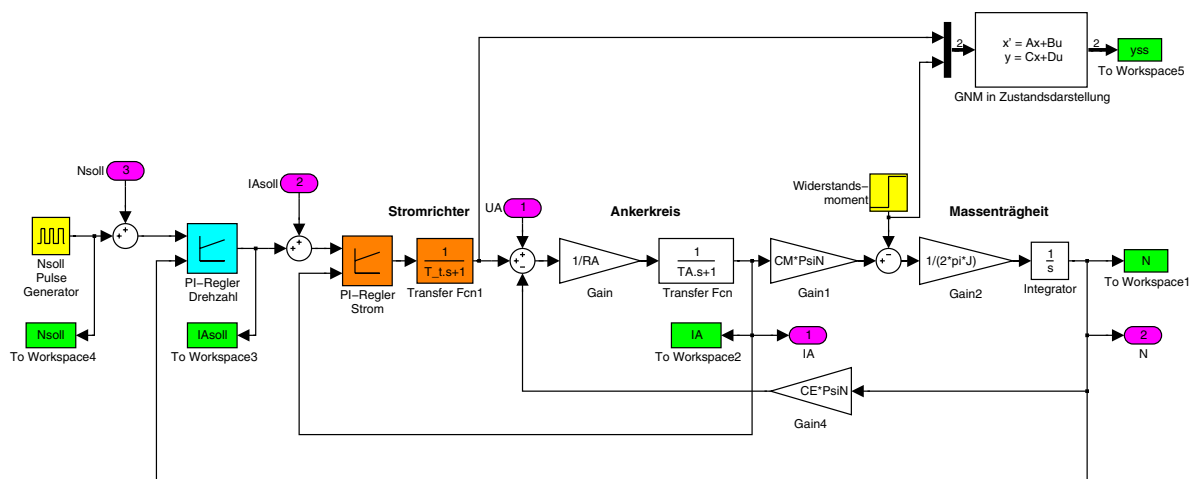 x' = Ax+Bu
y = Cx+Du
2
2
yss
To Workspace5
GNM in Zustandsdarstellung
Nsoll
3
IAsoll
2
Widerstands−
moment
UA
1
Stromrichter
Ankerkreis
Massenträgheit
Nsoll
Pulse
Generator
PI−Regler
Drehzahl
PI−Regler
Strom
1
T_t.s+1
Transfer Fcn1
1/RA
Gain
1
TA.s+1
Transfer Fcn
CM*PsiN
Gain1
1/(2*pi*J)
Gain2
1
s
Integrator
N
To Workspace1
Nsoll
To Workspace4
IAsoll
To Workspace3
IA
To Workspace2
1
IA
2
N
CE*PsiN
Gain4